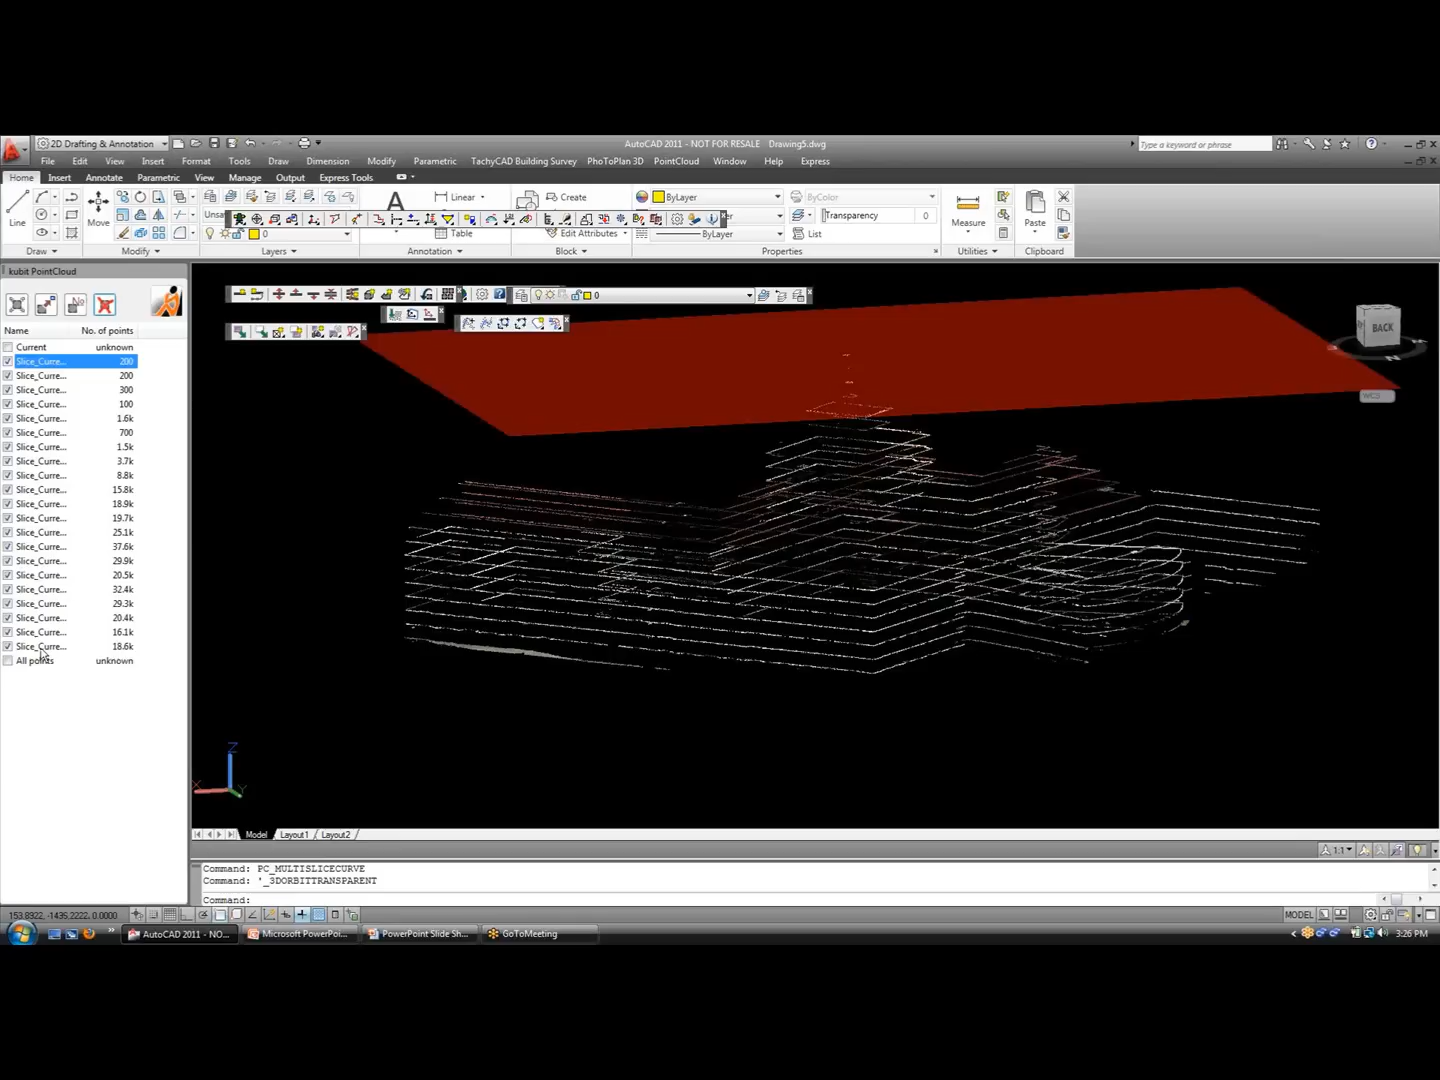 2D Drafting & Annotation
AutoCAD 2011 - NOT FOR RESALE Drawing5.dwg
Type a keyword or phrase
File Edit View Insert Format Tools Draw Dimension Modify Parametric TachyCAD Building Survey PhoToPlan 3D PointCloud Window Help Express
Home Insert Annotate Parametric View Manage Output Express Tools
Line
Move
Unsa
A
Linear
Create
ByLayer
ByColor
Transparency 0
Measure
Paste
0
Table
Edit Attributes
ByLayer
List
Draw Modify Layers Annotation Block Properties Utilities Clipboard
kubit PointCloud
0
Name No. of points
Current unknown
Slice_Curre... 200
Slice_Curre... 200
Slice_Curre... 300
Slice_Curre... 100
Slice_Curre... 1.6k
Slice_Curre... 700
Slice_Curre... 1.5k
Slice_Curre... 3.7k
Slice_Curre... 8.8k
Slice_Curre... 15.8k
Slice_Curre... 18.9k
Slice_Curre... 19.7k
Slice_Curre... 25.1k
Slice_Curre... 37.6k
Slice_Curre... 29.9k
Slice_Curre... 20.5k
Slice_Curre... 32.4k
Slice_Curre... 29.3k
Slice_Curre... 20.4k
Slice_Curre... 16.1k
Slice_Curre... 18.6k
All points unknown
BACK
N
WCS
Z
X
Y
Model Layout1 Layout2
1:1
Command: PC_MULTISLICECURVE
Command: '_3DORBITTRANSPARENT
Command:
153.8922, -1435.2222, 0.0000
MODEL
AutoCAD 2011 - NO...
Microsoft PowerPoi...
PowerPoint Slide Sh...
GoToMeeting
3:26 PM